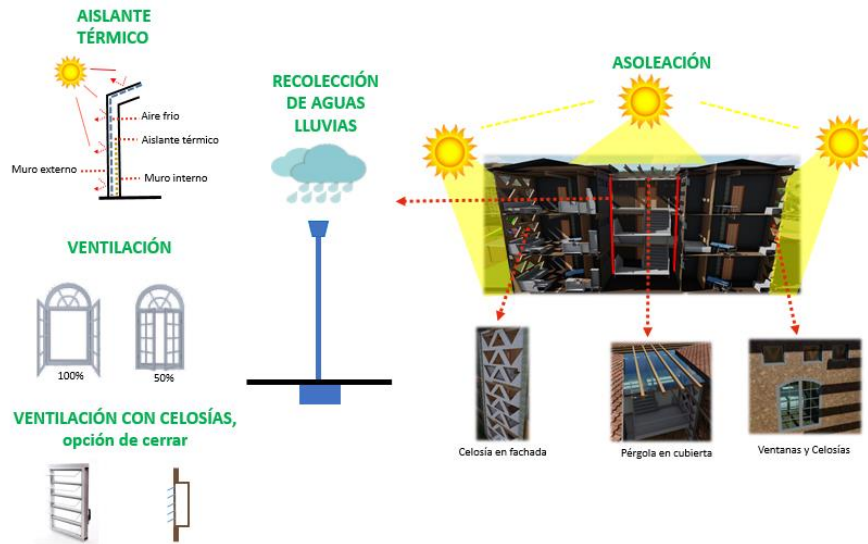 AISLANTE
TÉRMICO
Aire frio
Aislante térmico
Muro externo
Muro interno
VENTILACIÓN
100%
50%
VENTILACIÓN CON CELOSÍAS,
opción de cerrar
RECOLECCIÓN
DE AGUAS
LLUVIAS
ASOLEACIÓN
Celosía en fachada
Pérgola en cubierta
Ventanas y Celosías